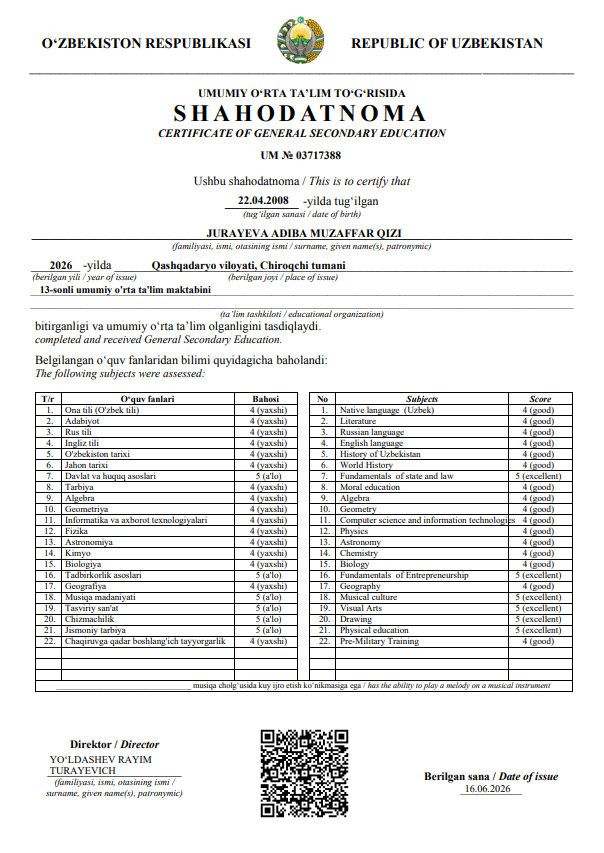 O‘ZBEKISTON RESPUBLIKASI REPUBLIC OF UZBEKISTAN
UMUMIY O‘RTA TA’LIM TO‘G‘RISIDA
SHAHODATNOMA
CERTIFICATE OF GENERAL SECONDARY EDUCATION
UM № 03717388
Ushbu shahodatnoma / This is to certify that
22.04.2008 -yilda tug‘ilgan
(tug‘ilgan sanasi / date of birth)
JURAYEVA ADIBA MUZAFFAR QIZI
(familiyasi, ismi, otasining ismi / surname, given name(s), patronymic)
2026 -yilda Qashqadaryo viloyati, Chiroqchi tumani
(berilgan yili / year of issue) (berilgan joyi / place of issue)
13-sonli umumiy o'rta ta'lim maktabini
(ta’lim tashkiloti / educational organization)
bitirganligi va umumiy o‘rta ta’lim olganligini tasdiqlaydi.
completed and received General Secondary Education.
Belgilangan o‘quv fanlaridan bilimi quyidagicha baholandi:
The following subjects were assessed:
T/r O‘quv fanlari Bahosi No Subjects Score
1. Ona tili (O'zbek tili) 4 (yaxshi) 1. Native language (Uzbek) 4 (good)
2. Adabiyot 4 (yaxshi) 2. Literature 4 (good)
3. Rus tili 4 (yaxshi) 3. Russian language 4 (good)
4. Ingliz tili 4 (yaxshi) 4. English language 4 (good)
5. O'zbekiston tarixi 4 (yaxshi) 5. History of Uzbekistan 4 (good)
6. Jahon tarixi 4 (yaxshi) 6. World History 4 (good)
7. Davlat va huquq asoslari 5 (a'lo) 7. Fundamentals of state and law 5 (excellent)
8. Tarbiya 4 (yaxshi) 8. Moral education 4 (good)
9. Algebra 4 (yaxshi) 9. Algebra 4 (good)
10. Geometriya 4 (yaxshi) 10. Geometry 4 (good)
11. Informatika va axborot texnologiyalari 4 (yaxshi) 11. Computer science and information technologies 4 (good)
12. Fizika 4 (yaxshi) 12. Physics 4 (good)
13. Astronomiya 4 (yaxshi) 13. Astronomy 4 (good)
14. Kimyo 4 (yaxshi) 14. Chemistry 4 (good)
15. Biologiya 4 (yaxshi) 15. Biology 4 (good)
16. Tadbirkorlik asoslari 5 (a'lo) 16. Fundamentals of Entrepreneurship 5 (excellent)
17. Geografiya 4 (yaxshi) 17. Geography 4 (good)
18. Musiqa madaniyati 5 (a'lo) 18. Musical culture 5 (excellent)
19. Tasviriy san'at 5 (a'lo) 19. Visual Arts 5 (excellent)
20. Chizmachilik 5 (a'lo) 20. Drawing 5 (excellent)
21. Jismoniy tarbiya 5 (a'lo) 21. Physical education 5 (excellent)
22. Chaqiruvga qadar boshlang'ich tayyorgarlik 4 (yaxshi) 22. Pre-Military Training 4 (good)
musiqa cholg‘usida kuy ijro etish ko‘nikmasiga ega / has the ability to play a melody on a musical instrument
Direktor / Director
YO‘LDASHEV RAYIM
TURAYEVICH
(familiyasi, ismi, otasining ismi /
surname, given name(s), patronymic)
Berilgan sana / Date of issue
16.06.2026